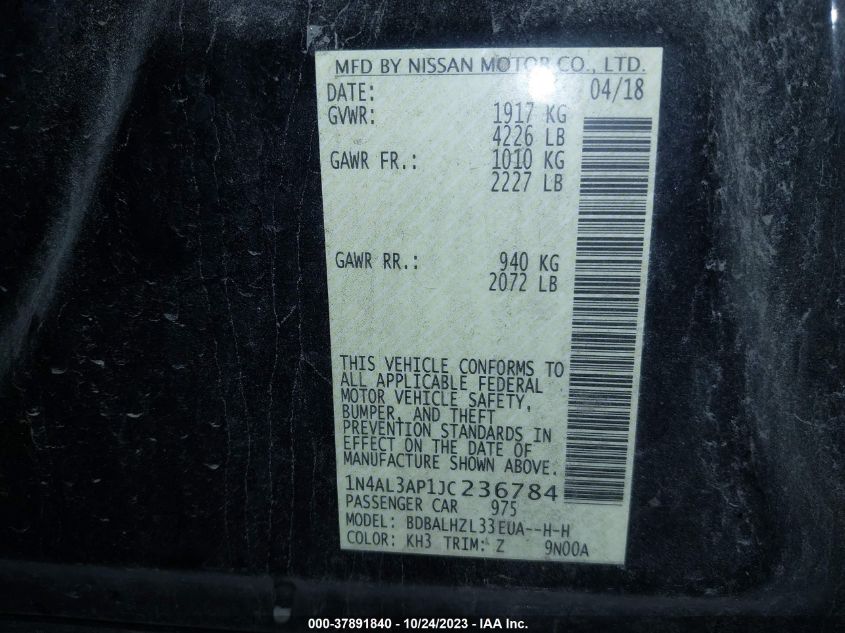 MFD BY NISSAN MOTOR CO., LTD.
DATE: 04/18
GVWR: 1917 KG
4226 LB
GAWR FR.: 1010 KG
2227 LB
GAWR RR.: 940 KG
2072 LB
THIS VEHICLE CONFORMS TO
ALL APPLICABLE FEDERAL
MOTOR VEHICLE SAFETY,
BUMPER, AND THEFT
PREVENTION STANDARDS IN
EFFECT ON THE DATE OF
MANUFACTURE SHOWN ABOVE.
1N4AL3AP1JC236784
PASSENGER CAR 975
MODEL: BDBALHZL33EUA--H-H
COLOR: KH3 TRIM: Z 9N00A
000-37891840 - 10/24/2023 - IAA Inc.